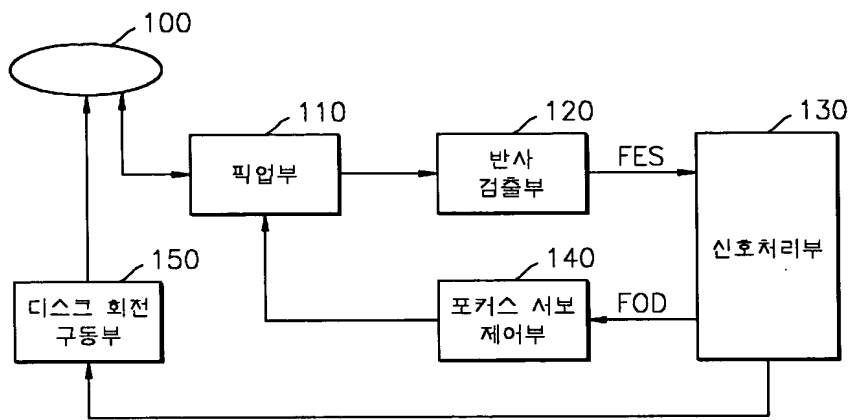 100
110
120
130
픽업부
반사
검출부
FES
신호처리부
150
140
디스크 회전
구동부
포커스 서보
제어부
FOD